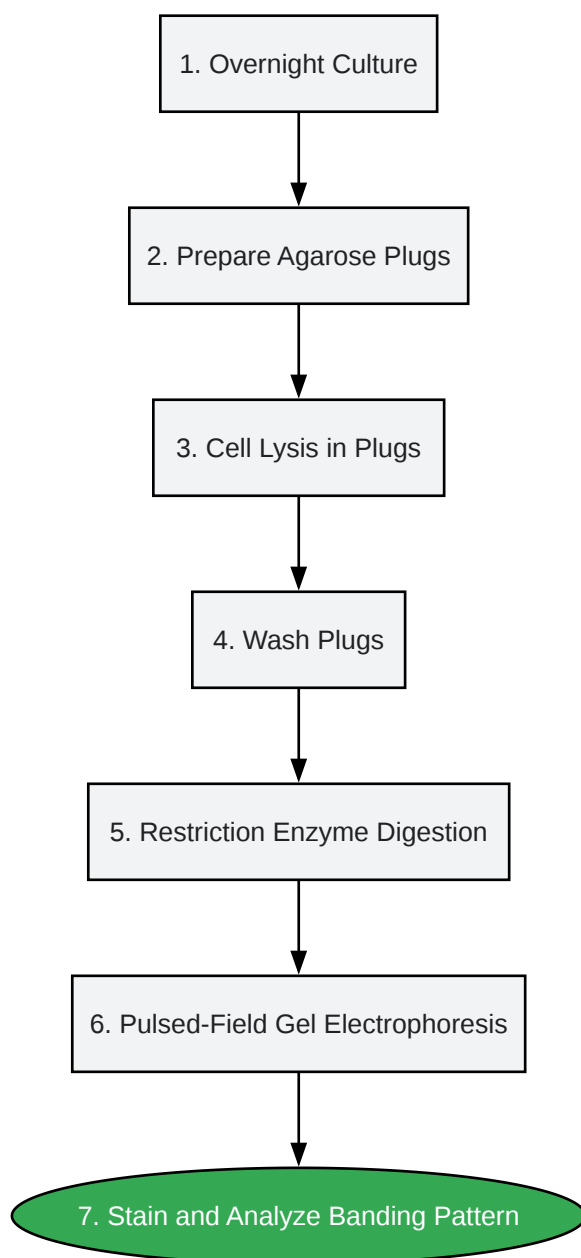 1. Overnight Culture
2. Prepare Agarose Plugs
3. Cell Lysis in Plugs
4. Wash Plugs
5. Restriction Enzyme Digestion
6. Pulsed-Field Gel Electrophoresis
7. Stain and Analyze Banding Pattern